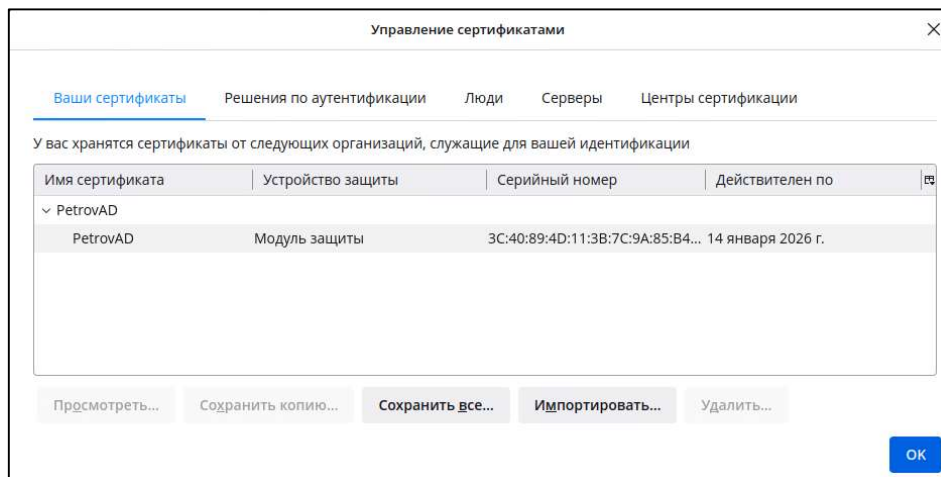 Управление сертификатами
Ваши сертификаты Решения по аутентификации Люди Серверы Центры сертификации
У вас хранятся сертификаты от следующих организаций, служащие для вашей идентификации
Имя сертификата Устройство защиты Серийный номер Действителен по
PetrovAD
PetrovAD Модуль защиты 3C:40:89:4D:11:3B:7C:9A:85:B4... 14 января 2026 г.
Просмотреть... Сохранить копию... Сохранить все... Импортировать... Удалить...
OK